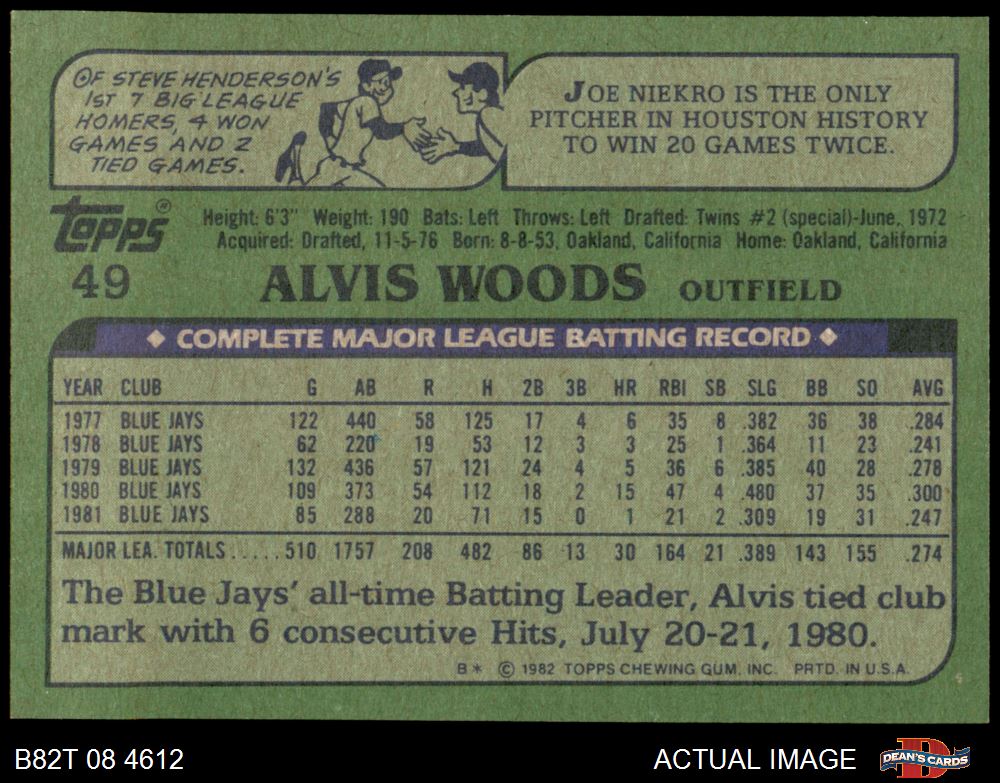 OF STEVE HENDERSON'S
1ST 7 BIG LEAGUE
HOMERS, 4 WON
GAMES AND 2
TIED GAMES.
JOE NIEKRO IS THE ONLY
PITCHER IN HOUSTON HISTORY
TO WIN 20 GAMES TWICE.
Topps®
49
Height: 6'3" Weight: 190 Bats: Left Throws: Left Drafted: Twins #2 (special)-June, 1972
Acquired: Drafted, 11-5-76 Born: 8-8-53, Oakland, California Home: Oakland, California
ALVIS WOODS OUTFIELD
◆ COMPLETE MAJOR LEAGUE BATTING RECORD ◆
YEAR CLUB G AB R H 2B 3B HR RBI SB SLG BB SO AVG
1977 BLUE JAYS 122 440 58 125 17 4 6 35 8 .382 36 38 .284
1978 BLUE JAYS 62 220 19 53 12 3 3 25 1 .364 11 23 .241
1979 BLUE JAYS 132 436 57 121 24 4 5 36 6 .385 40 28 .278
1980 BLUE JAYS 109 373 54 112 18 2 15 47 4 .480 37 35 .300
1981 BLUE JAYS 85 288 20 71 15 0 1 21 2 .309 19 31 .247
MAJOR LEA. TOTALS.....510 1757 208 482 86 13 30 164 21 .389 143 155 .274
The Blue Jays' all-time Batting Leader, Alvis tied club
mark with 6 consecutive Hits, July 20-21, 1980.
B* © 1982 TOPPS CHEWING GUM, INC. PRTD. IN U.S.A.
B82T 08 4612
ACTUAL IMAGE
DEAN'S CARDS